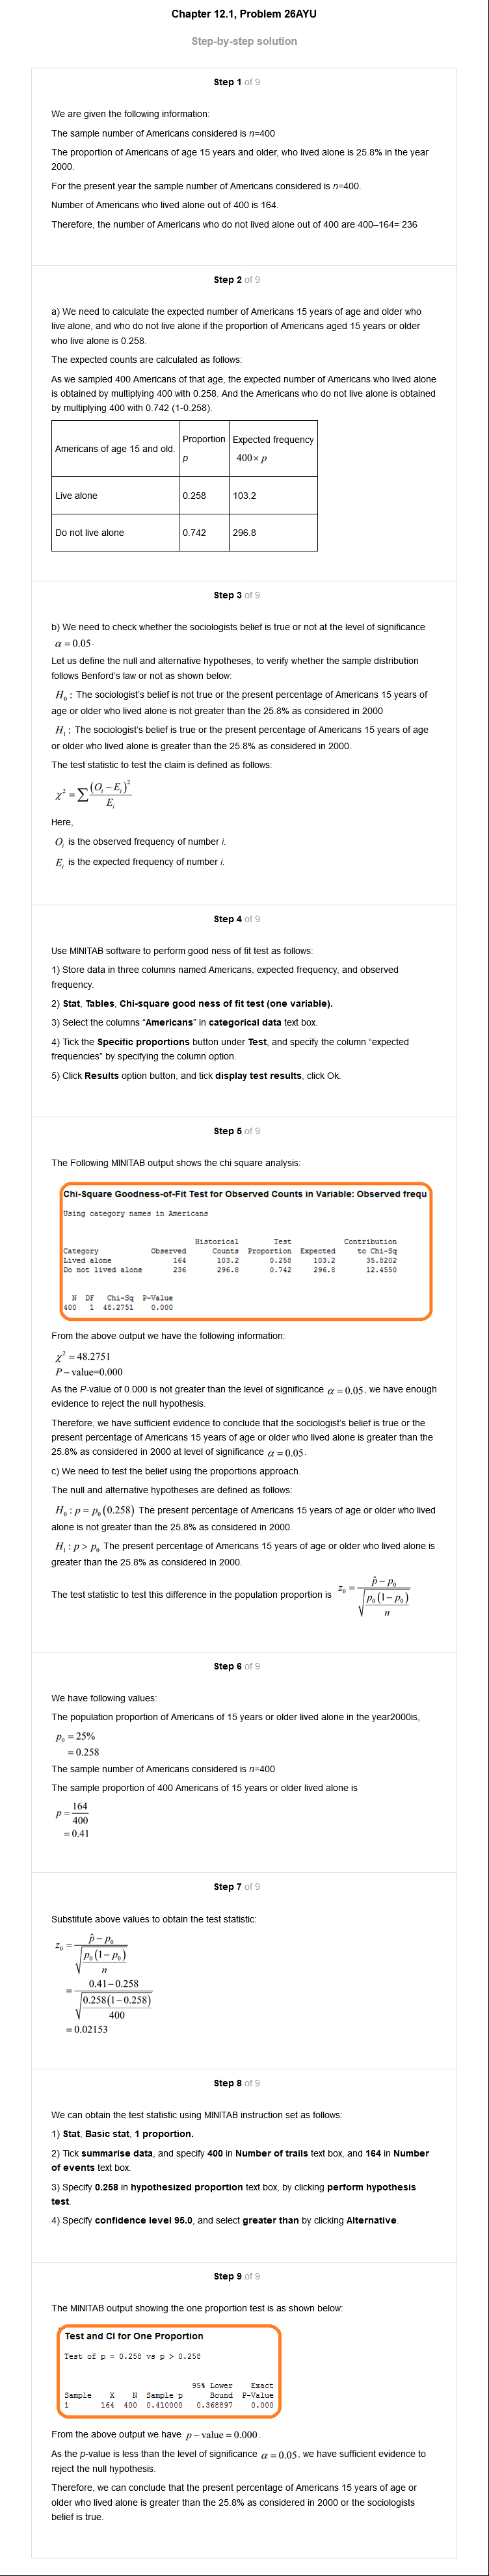 Chapter 12.1, Problem 26AYU
Step-by-step solution
Step 1 of 9
We are given the following information:
The sample number of Americans considered is n=400
The proportion of Americans of age 15 years and older, who lived alone is 25.8% in the year
2000.
For the present year the sample number of Americans considered is n=400.
Number of Americans who lived alone out of 400 is 164.
Therefore, the number of Americans who do not lived alone out of 400 are 400–164= 236
Step 2 of 9
a) We need to calculate the expected number of Americans 15 years of age and older who
live alone, and who do not live alone if the proportion of Americans aged 15 years or older
who live alone is 0.258.
The expected counts are calculated as follows:
As we sampled 400 Americans of that age, the expected number of Americans who lived alone
is obtained by multiplying 400 with 0.258. And the Americans who do not live alone is obtained
by multiplying 400 with 0.742 (1-0.258).
Americans of age 15 and old. Proportion p Expected frequency 400 × p
Live alone 0.258 103.2
Do not live alone 0.742 296.8
Step 3 of 9
b) We need to check whether the sociologists belief is true or not at the level of significance
α = 0.05.
Let us define the null and alternative hypotheses, to verify whether the sample distribution
follows Benford's law or not as shown below:
H₀ : The sociologist's belief is not true or the present percentage of Americans 15 years of
age or older who lived alone is not greater than the 25.8% as considered in 2000
H₁ : The sociologist's belief is true or the present percentage of Americans 15 years of age
or older who lived alone is greater than the 25.8% as considered in 2000.
The test statistic to test the claim is defined as follows:
χ² = ∑ (Oᵢ − Eᵢ)² / Eᵢ
Here,
Oᵢ is the observed frequency of number i.
Eᵢ is the expected frequency of number i.
Step 4 of 9
Use MINITAB software to perform good ness of fit test as follows:
1) Store data in three columns named Americans, expected frequency, and observed
frequency.
2) Stat, Tables, Chi-square good ness of fit test (one variable).
3) Select the columns “Americans” in categorical data text box.
4) Tick the Specific proportions button under Test, and specify the column “expected
frequencies” by specifying the column option.
5) Click Results option button, and tick display test results, click Ok.
Step 5 of 9
The Following MINITAB output shows the chi square analysis:
Chi-Square Goodness-of-Fit Test for Observed Counts in Variable: Observed frequ
Using category names in Americans
Historical Test Contribution
Category Observed Counts Proportion Expected to Chi-Sq
Lived alone 164 103.2 0.258 103.2 35.8202
Do not lived alone 236 296.8 0.742 296.8 12.4550
N DF Chi-Sq P-Value
400 1 48.2751 0.000
From the above output we have the following information:
χ² = 48.2751
P – value=0.000
As the P-value of 0.000 is not greater than the level of significance α = 0.05, we have enough
evidence to reject the null hypothesis.
Therefore, we have sufficient evidence to conclude that the sociologist's belief is true or the
present percentage of Americans 15 years of age or older who lived alone is greater than the
25.8% as considered in 2000 at level of significance α = 0.05.
c) We need to test the belief using the proportions approach.
The null and alternative hypotheses are defined as follows:
H₀ : p = p₀ (0.258) The present percentage of Americans 15 years of age or older who lived
alone is not greater than the 25.8% as considered in 2000.
H₁ : p > p₀ The present percentage of Americans 15 years of age or older who lived alone is
greater than the 25.8% as considered in 2000.
The test statistic to test this difference in the population proportion is z₀ = (p̂ − p₀) / √(p₀(1 − p₀) / n)
Step 6 of 9
We have following values:
The population proportion of Americans of 15 years or older lived alone in the year2000is,
p₀ = 25%
= 0.258
The sample number of Americans considered is n=400
The sample proportion of 400 Americans of 15 years or older lived alone is
p = 164/400
= 0.41
Step 7 of 9
Substitute above values to obtain the test statistic:
z₀ = (p̂ − p₀) / √(p₀(1 − p₀) / n)
= (0.41 − 0.258) / √(0.258(1 − 0.258) / 400)
= 0.02153
Step 8 of 9
We can obtain the test statistic using MINITAB instruction set as follows:
1) Stat, Basic stat, 1 proportion.
2) Tick summarise data, and specify 400 in Number of trails text box, and 164 in Number
of events text box.
3) Specify 0.258 in hypothesized proportion text box, by clicking perform hypothesis
test.
4) Specify confidence level 95.0, and select greater than by clicking Alternative.
Step 9 of 9
The MINITAB output showing the one proportion test is as shown below:
Test and CI for One Proportion
Test of p = 0.258 vs p > 0.258
95% Lower Exact
Sample X N Sample p Bound P-Value
1 164 400 0.410000 0.368897 0.000
From the above output we have p – value = 0.000.
As the p-value is less than the level of significance α = 0.05, we have sufficient evidence to
reject the null hypothesis.
Therefore, we can conclude that the present percentage of Americans 15 years of age or
older who lived alone is greater than the 25.8% as considered in 2000 or the sociologists
belief is true.